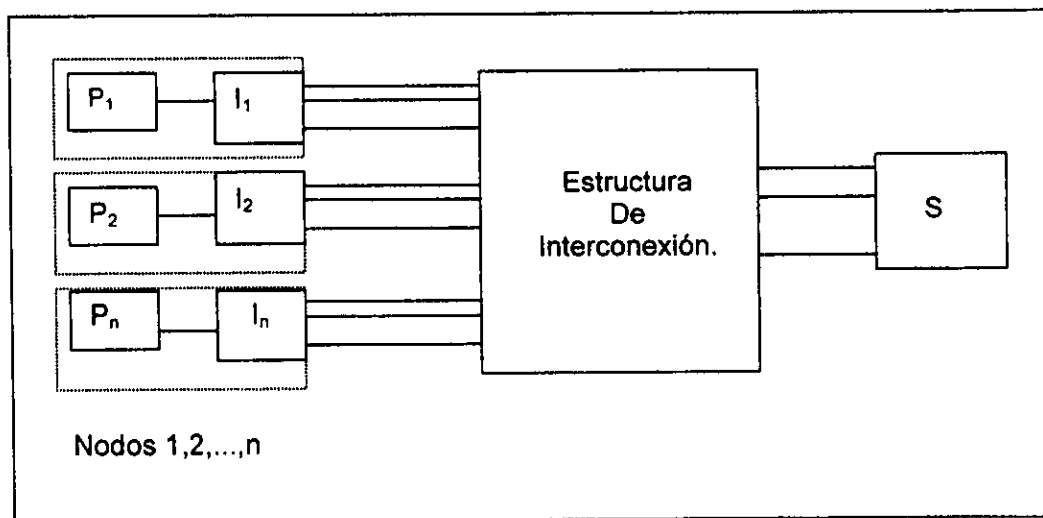 P₁ I₁
P₂ I₂
Pₙ Iₙ
Estructura
De
Interconexión.
S
Nodos 1,2,...,n